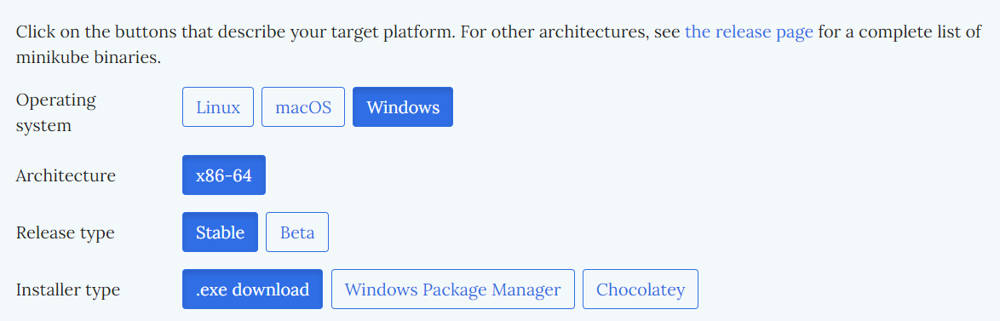 Click on the buttons that describe your target platform. For other architectures, see the release page for a complete list of
minikube binaries.
Operating
system
Linux macOS Windows
Architecture x86-64
Release type Stable Beta
Installer type .exe download Windows Package Manager Chocolatey